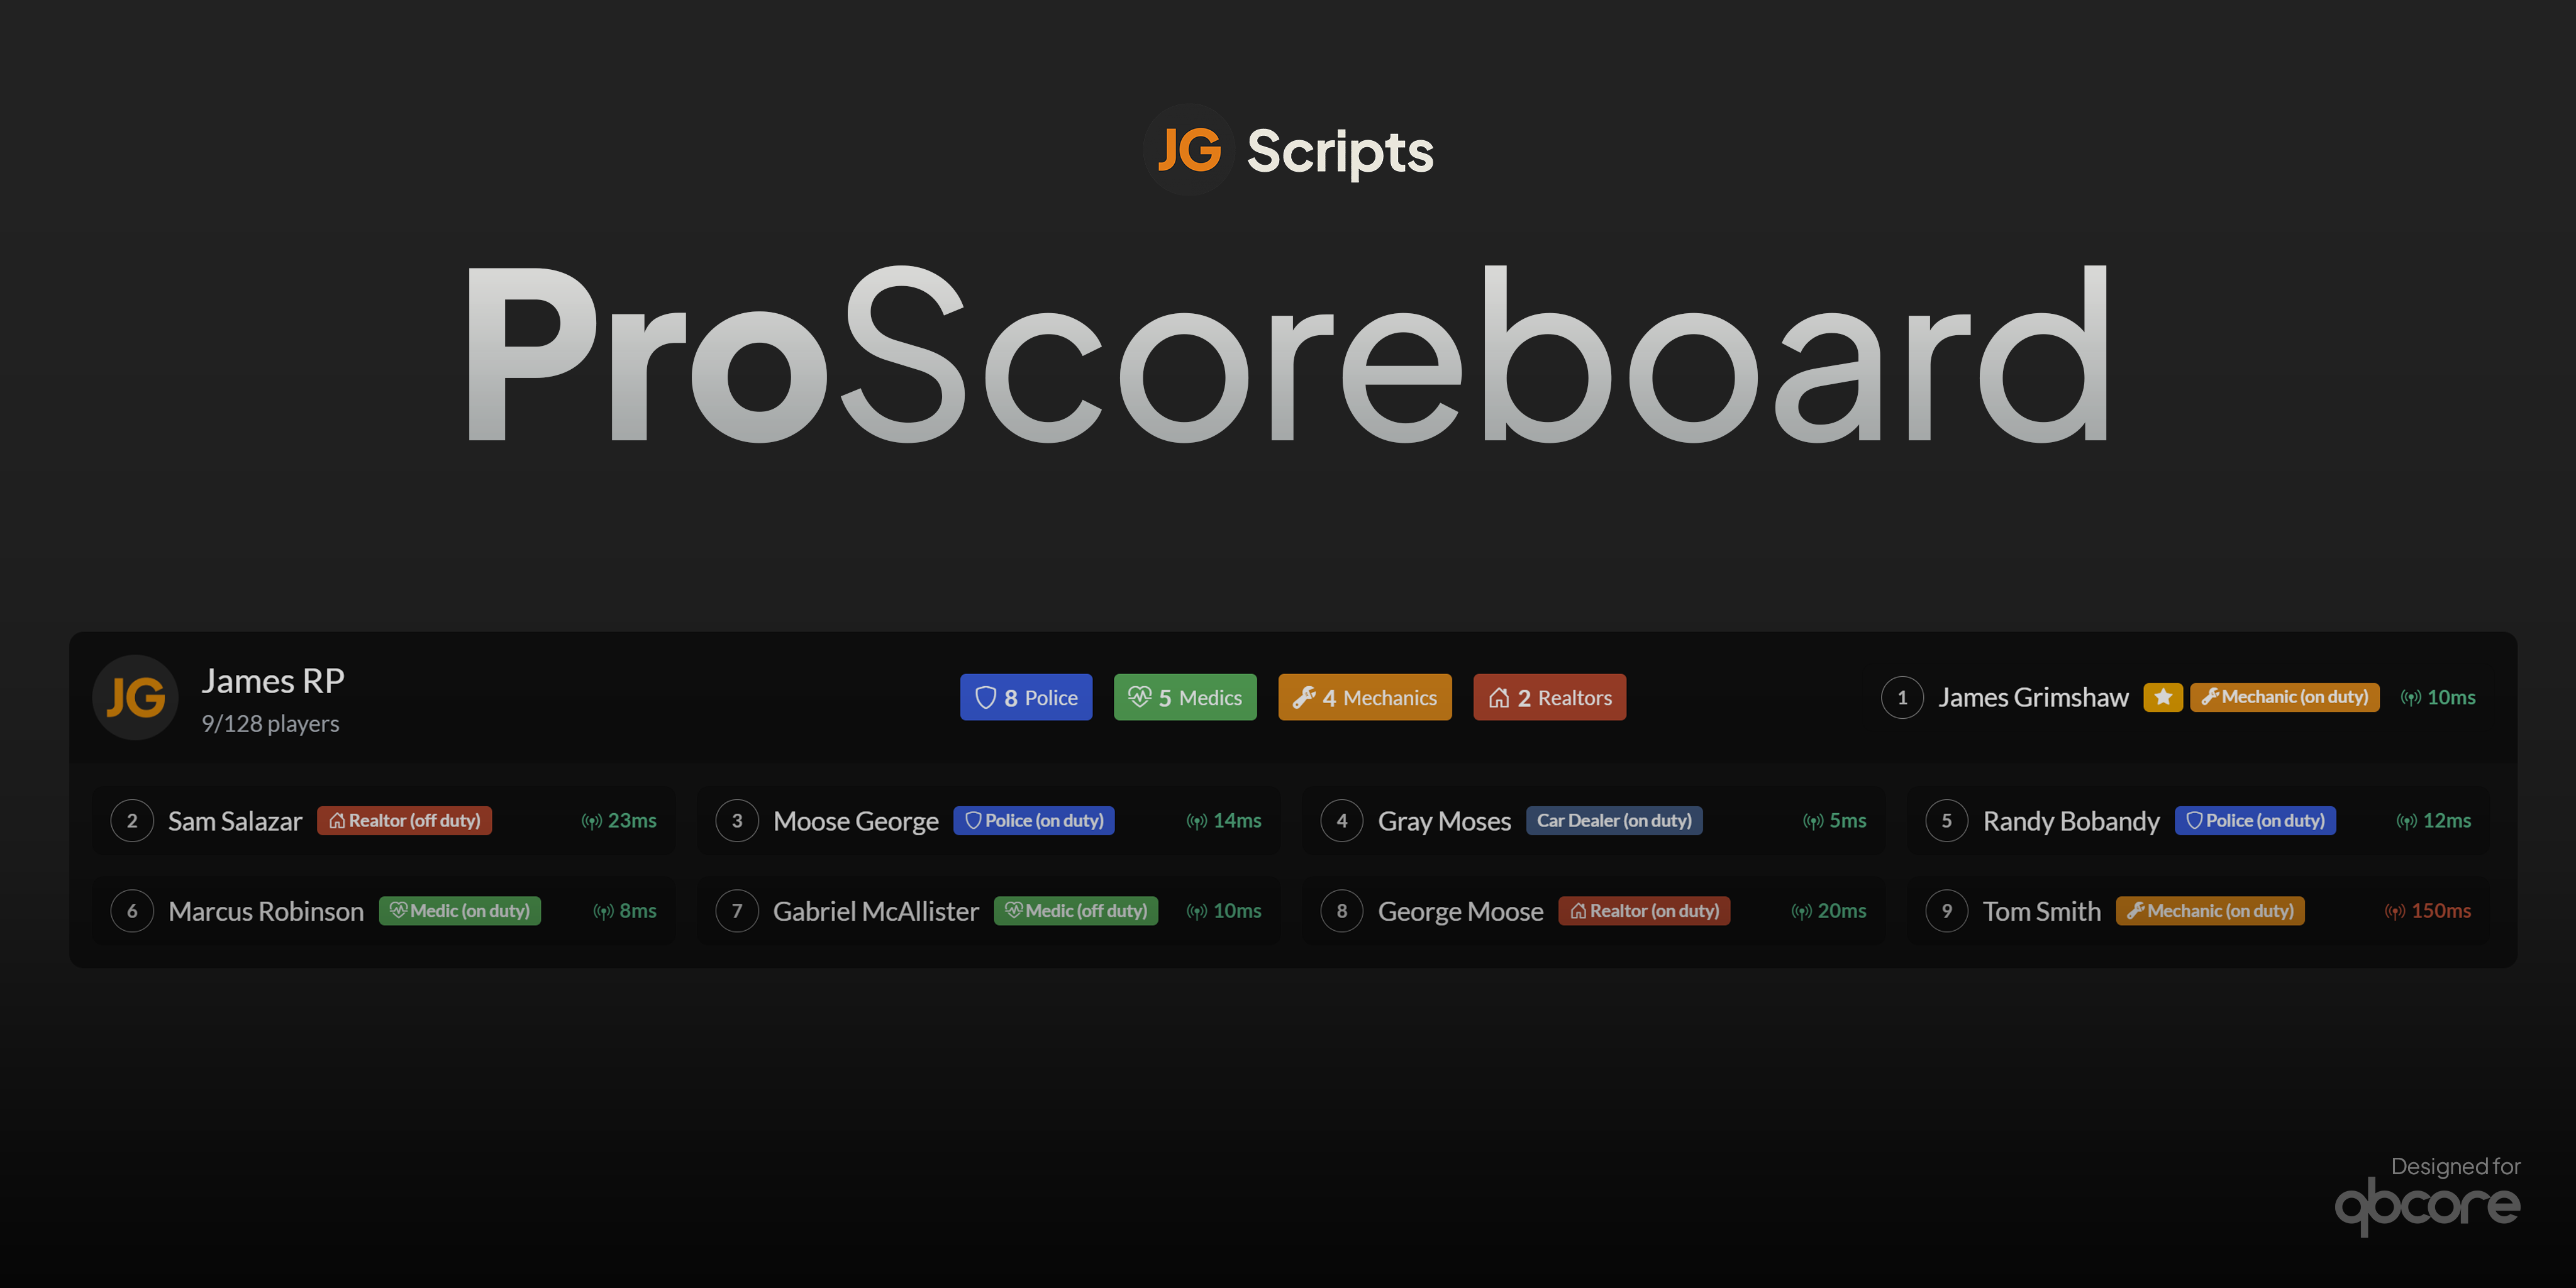 JG Scripts
ProScoreboard
JG
James RP
9/128 players
8 Police
5 Medics
4 Mechanics
2 Realtors
1 James Grimshaw Mechanic (on duty) 10ms
2 Sam Salazar Realtor (off duty) 23ms
3 Moose George Police (on duty) 14ms
4 Gray Moses Car Dealer (on duty) 5ms
5 Randy Bobandy Police (on duty) 12ms
6 Marcus Robinson Medic (on duty) 8ms
7 Gabriel McAllister Medic (off duty) 10ms
8 George Moose Realtor (on duty) 20ms
9 Tom Smith Mechanic (on duty) 150ms
Designed for
qbcore